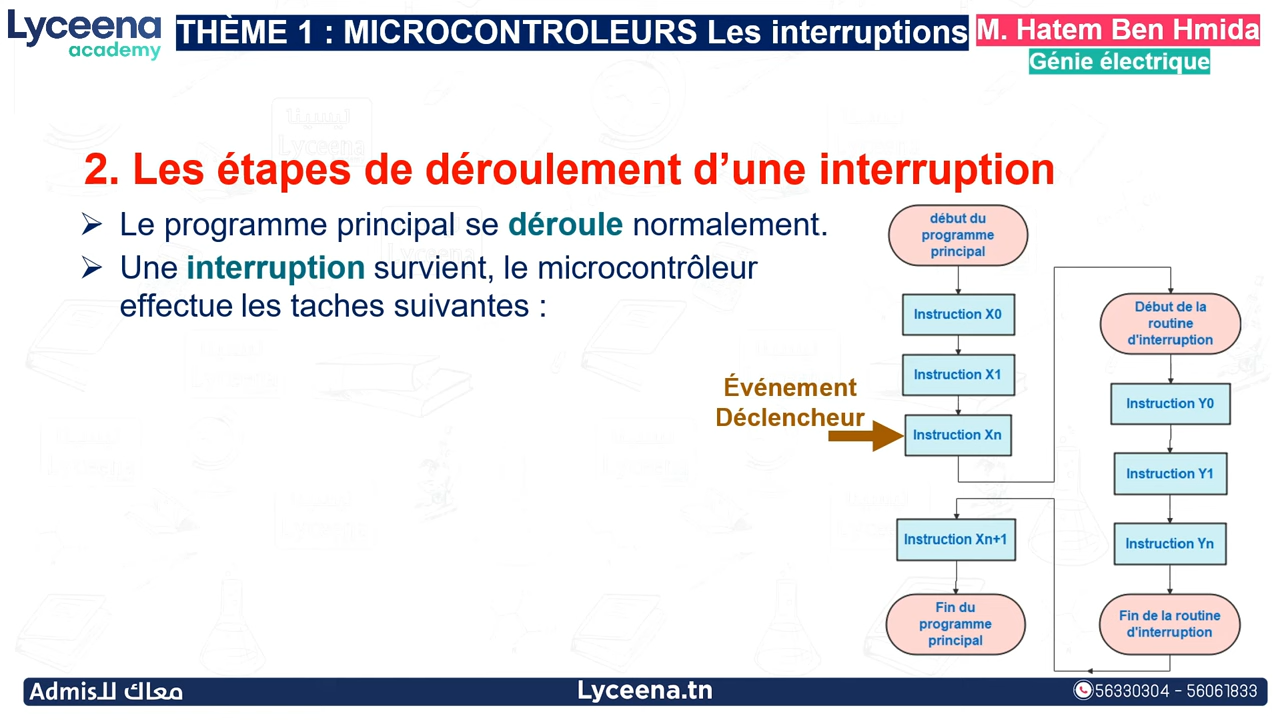 Lyceena
academy
THÈME 1 : MICROCONTROLEURS Les interruptions
M. Hatem Ben Hmida
Génie électrique
2. Les étapes de déroulement d’une interruption
➢ Le programme principal se déroule normalement.
➢ Une interruption survient, le microcontrôleur
effectue les taches suivantes :
Événement
Déclencheur
début du
programme
principal
Instruction X0
Instruction X1
Instruction Xn
Instruction Xn+1
Fin du
programme
principal
Début de la
routine
d'interruption
Instruction Y0
Instruction Y1
Instruction Yn
Fin de la routine
d'interruption
معاك للـAdmis
Lyceena.tn
56330304 - 56061833